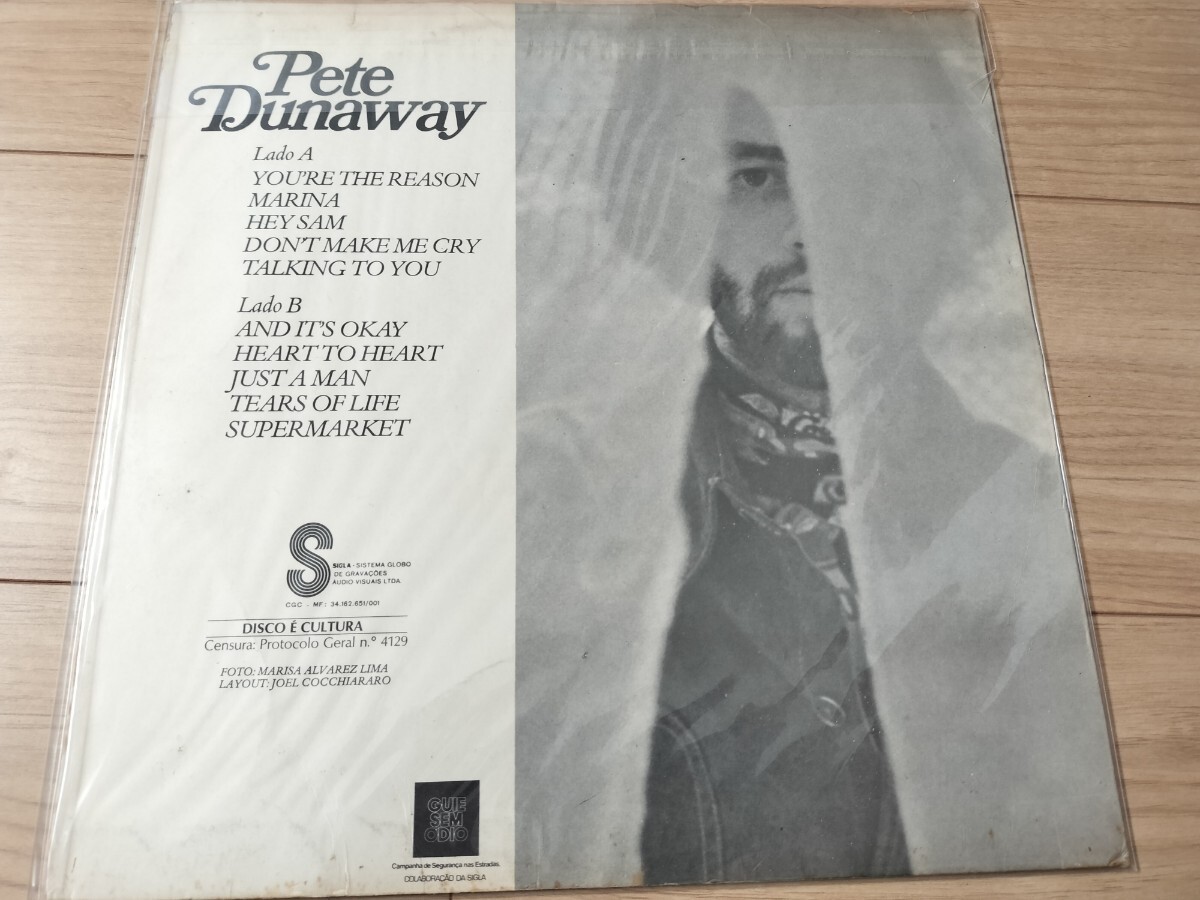 Pete
Dunaway
Lado A
YOU'RE THE REASON
MARINA
HEY SAM
DON'T MAKE ME CRY
TALKING TO YOU
Lado B
AND IT'S OKAY
HEART TO HEART
JUST A MAN
TEARS OF LIFE
SUPERMARKET
SIGLA - SISTEMA GLOBO
DE GRAVAÇÕES
AUDIO VISUAIS LTDA.
CGC - MF: 34.162.651/001
DISCO É CULTURA
Censura: Protocolo Geral n.º 4129
FOTO: MARISA ALVAREZ LIMA
LAYOUT: JOEL COCCHIARARO
GUIE
SEM
ODIO
Campanha de Segurança nas Estradas.
COLABORAÇÃO DA SIGLA